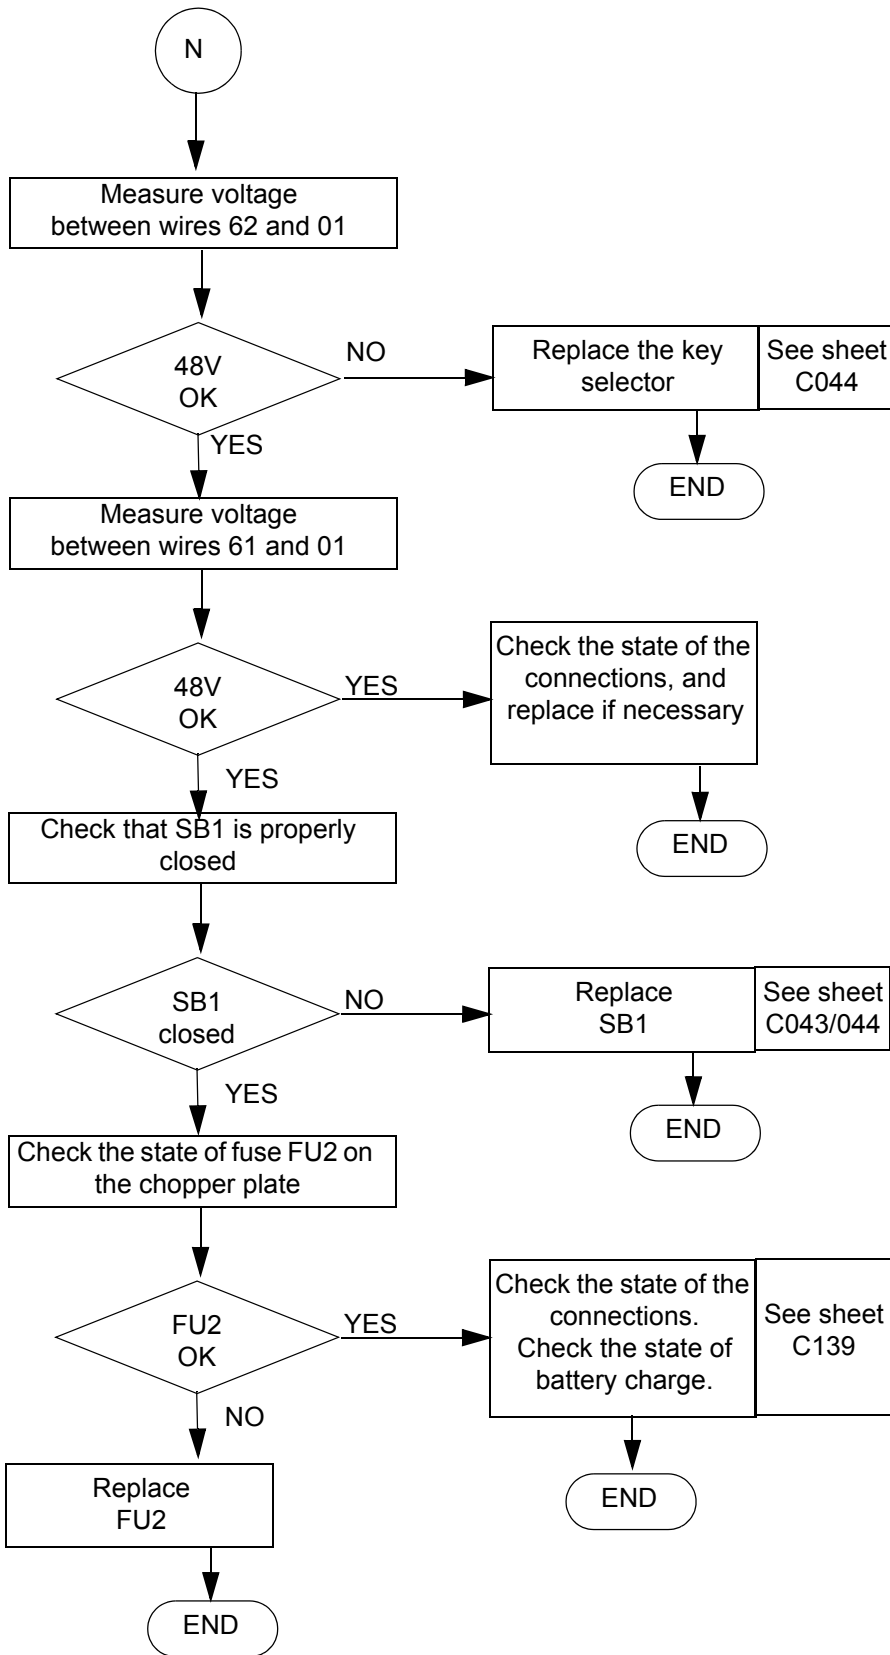 N
Measure voltage
between wires 62 and 01
48V
OK
NO
Replace the key
selector
See sheet
C044
END
YES
Measure voltage
between wires 61 and 01
48V
OK
YES
Check the state of the
connections, and
replace if necessary
END
YES
Check that SB1 is properly
closed
SB1
closed
NO
Replace
SB1
See sheet
C043/044
END
YES
Check the state of fuse FU2 on
the chopper plate
FU2
OK
YES
Check the state of the
connections.
Check the state of
battery charge.
See sheet
C139
END
NO
Replace
FU2
END